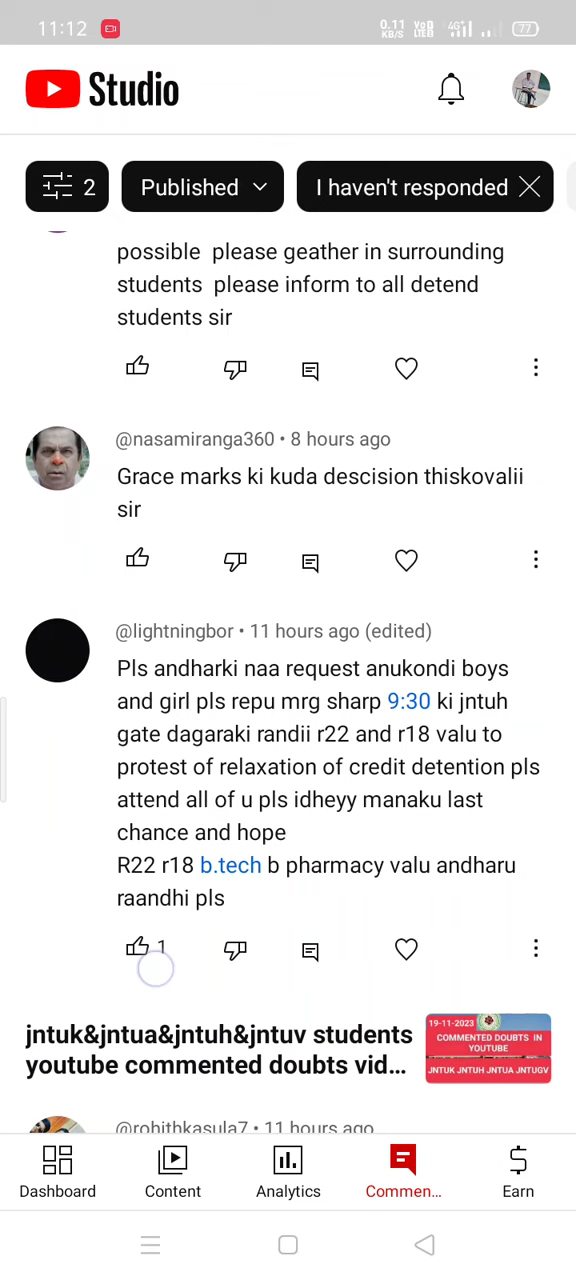 11:12
0.11 KB/S
VoD LTE
4G+
77
Studio
2
Published
I haven't responded
possible please geather in surrounding
students please inform to all detend
students sir
@nasamiranga360 • 8 hours ago
Grace marks ki kuda descision thiskovalii
sir
@lightningbor • 11 hours ago (edited)
Pls andharki naa request anukondi boys
and girl pls repu mrg sharp 9:30 ki jntuh
gate dagaraki randii r22 and r18 valu to
protest of relaxation of credit detention pls
attend all of u pls idheyy manaku last
chance and hope
R22 r18 b.tech b pharmacy valu andharu
raandhi pls
1
jntuk&jntua&jntuh&jntuv students
youtube commented doubts vid...
19-11-2023
COMMENTED DOUBTS IN
YOUTUBE
JNTUK JNTUH JNTUA JNTUGV
@rohithkasula7 • 11 hours ago
Dashboard
Content
Analytics
Commen...
Earn